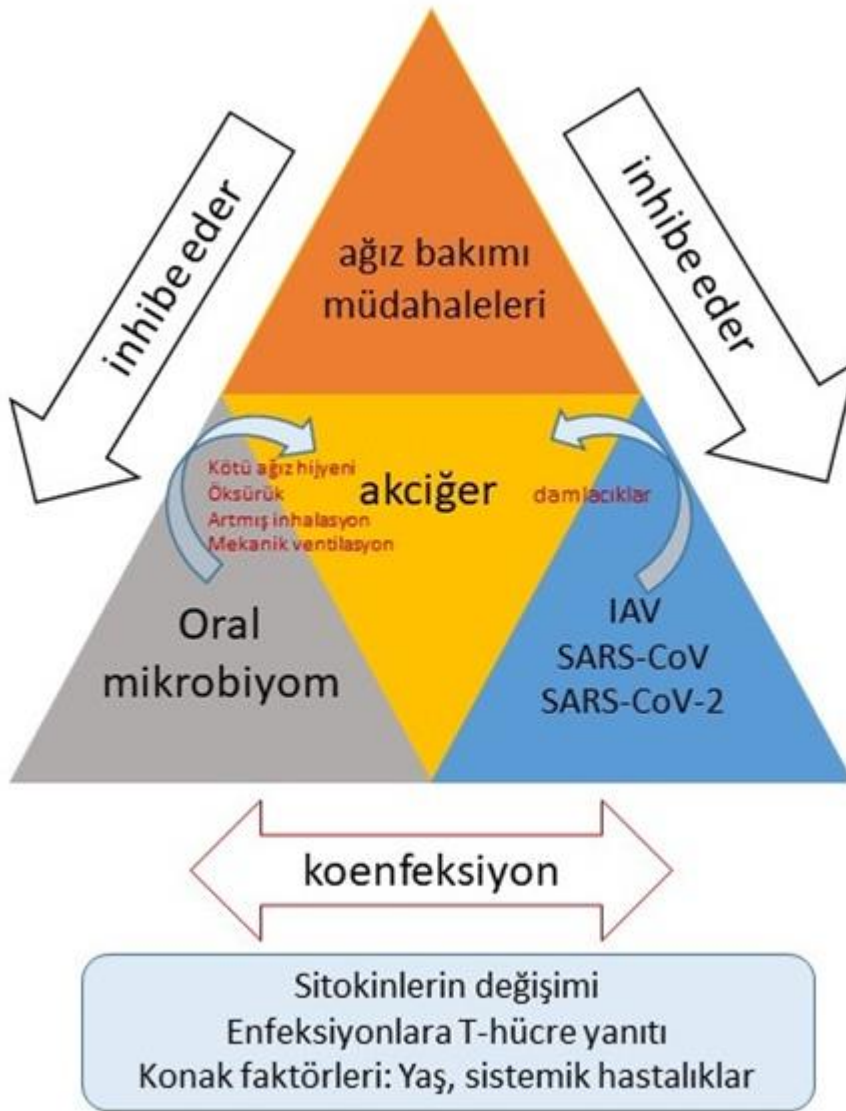 inhibe eder
inhibe eder
ağız bakımı
müdahaleleri
Kötü ağız hijyeni
Öksürük
Artmış inhalasyon
Mekanik ventilasyon
akciğer
damlacıklar
Oral
mikrobiyom
IAV
SARS-CoV
SARS-CoV-2
koenfeksiyon
Sitokinlerin değişimi
Enfeksiyonlara T-hücre yanıtı
Konak faktörleri: Yaş, sistemik hastalıklar